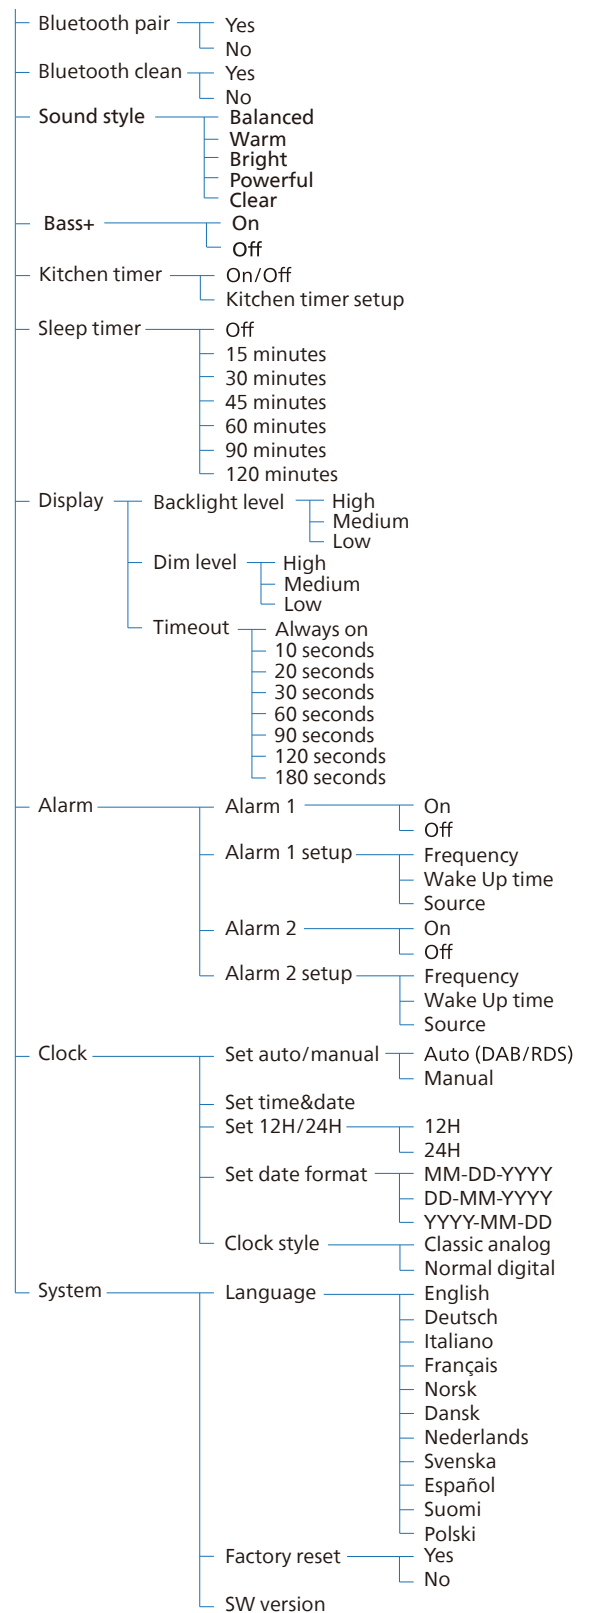 Bluetooth pair Yes
No
Bluetooth clean Yes
No
Sound style Balanced
Warm
Bright
Powerful
Clear
Bass+ On
Off
Kitchen timer On/Off
Kitchen timer setup
Sleep timer Off
15 minutes
30 minutes
45 minutes
60 minutes
90 minutes
120 minutes
Display Backlight level High
Medium
Low
Dim level High
Medium
Low
Timeout Always on
10 seconds
20 seconds
30 seconds
60 seconds
90 seconds
120 seconds
180 seconds
Alarm Alarm 1 On
Off
Alarm 1 setup Frequency
Wake Up time
Source
Alarm 2 On
Off
Alarm 2 setup Frequency
Wake Up time
Source
Clock Set auto/manual Auto (DAB/RDS)
Manual
Set time&date
Set 12H/24H 12H
24H
Set date format MM-DD-YYYY
DD-MM-YYYY
YYYY-MM-DD
Clock style Classic analog
Normal digital
System Language English
Deutsch
Italiano
Français
Norsk
Dansk
Nederlands
Svenska
Español
Suomi
Polski
Factory reset Yes
No
SW version